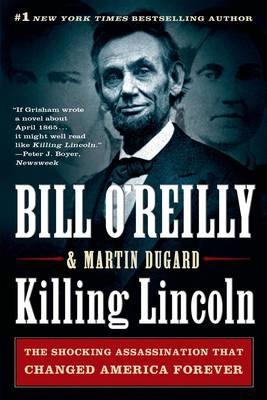 #1 NEW YORK TIMES BESTSELLING AUTHOR
"If Grisham wrote
a novel about
April 1865...
it might well read
like Killing Lincoln."
—Peter J. Boyer,
Newsweek
BILL O'REILLY
& MARTIN DUGARD
Killing Lincoln
THE SHOCKING ASSASSINATION THAT
CHANGED AMERICA FOREVER